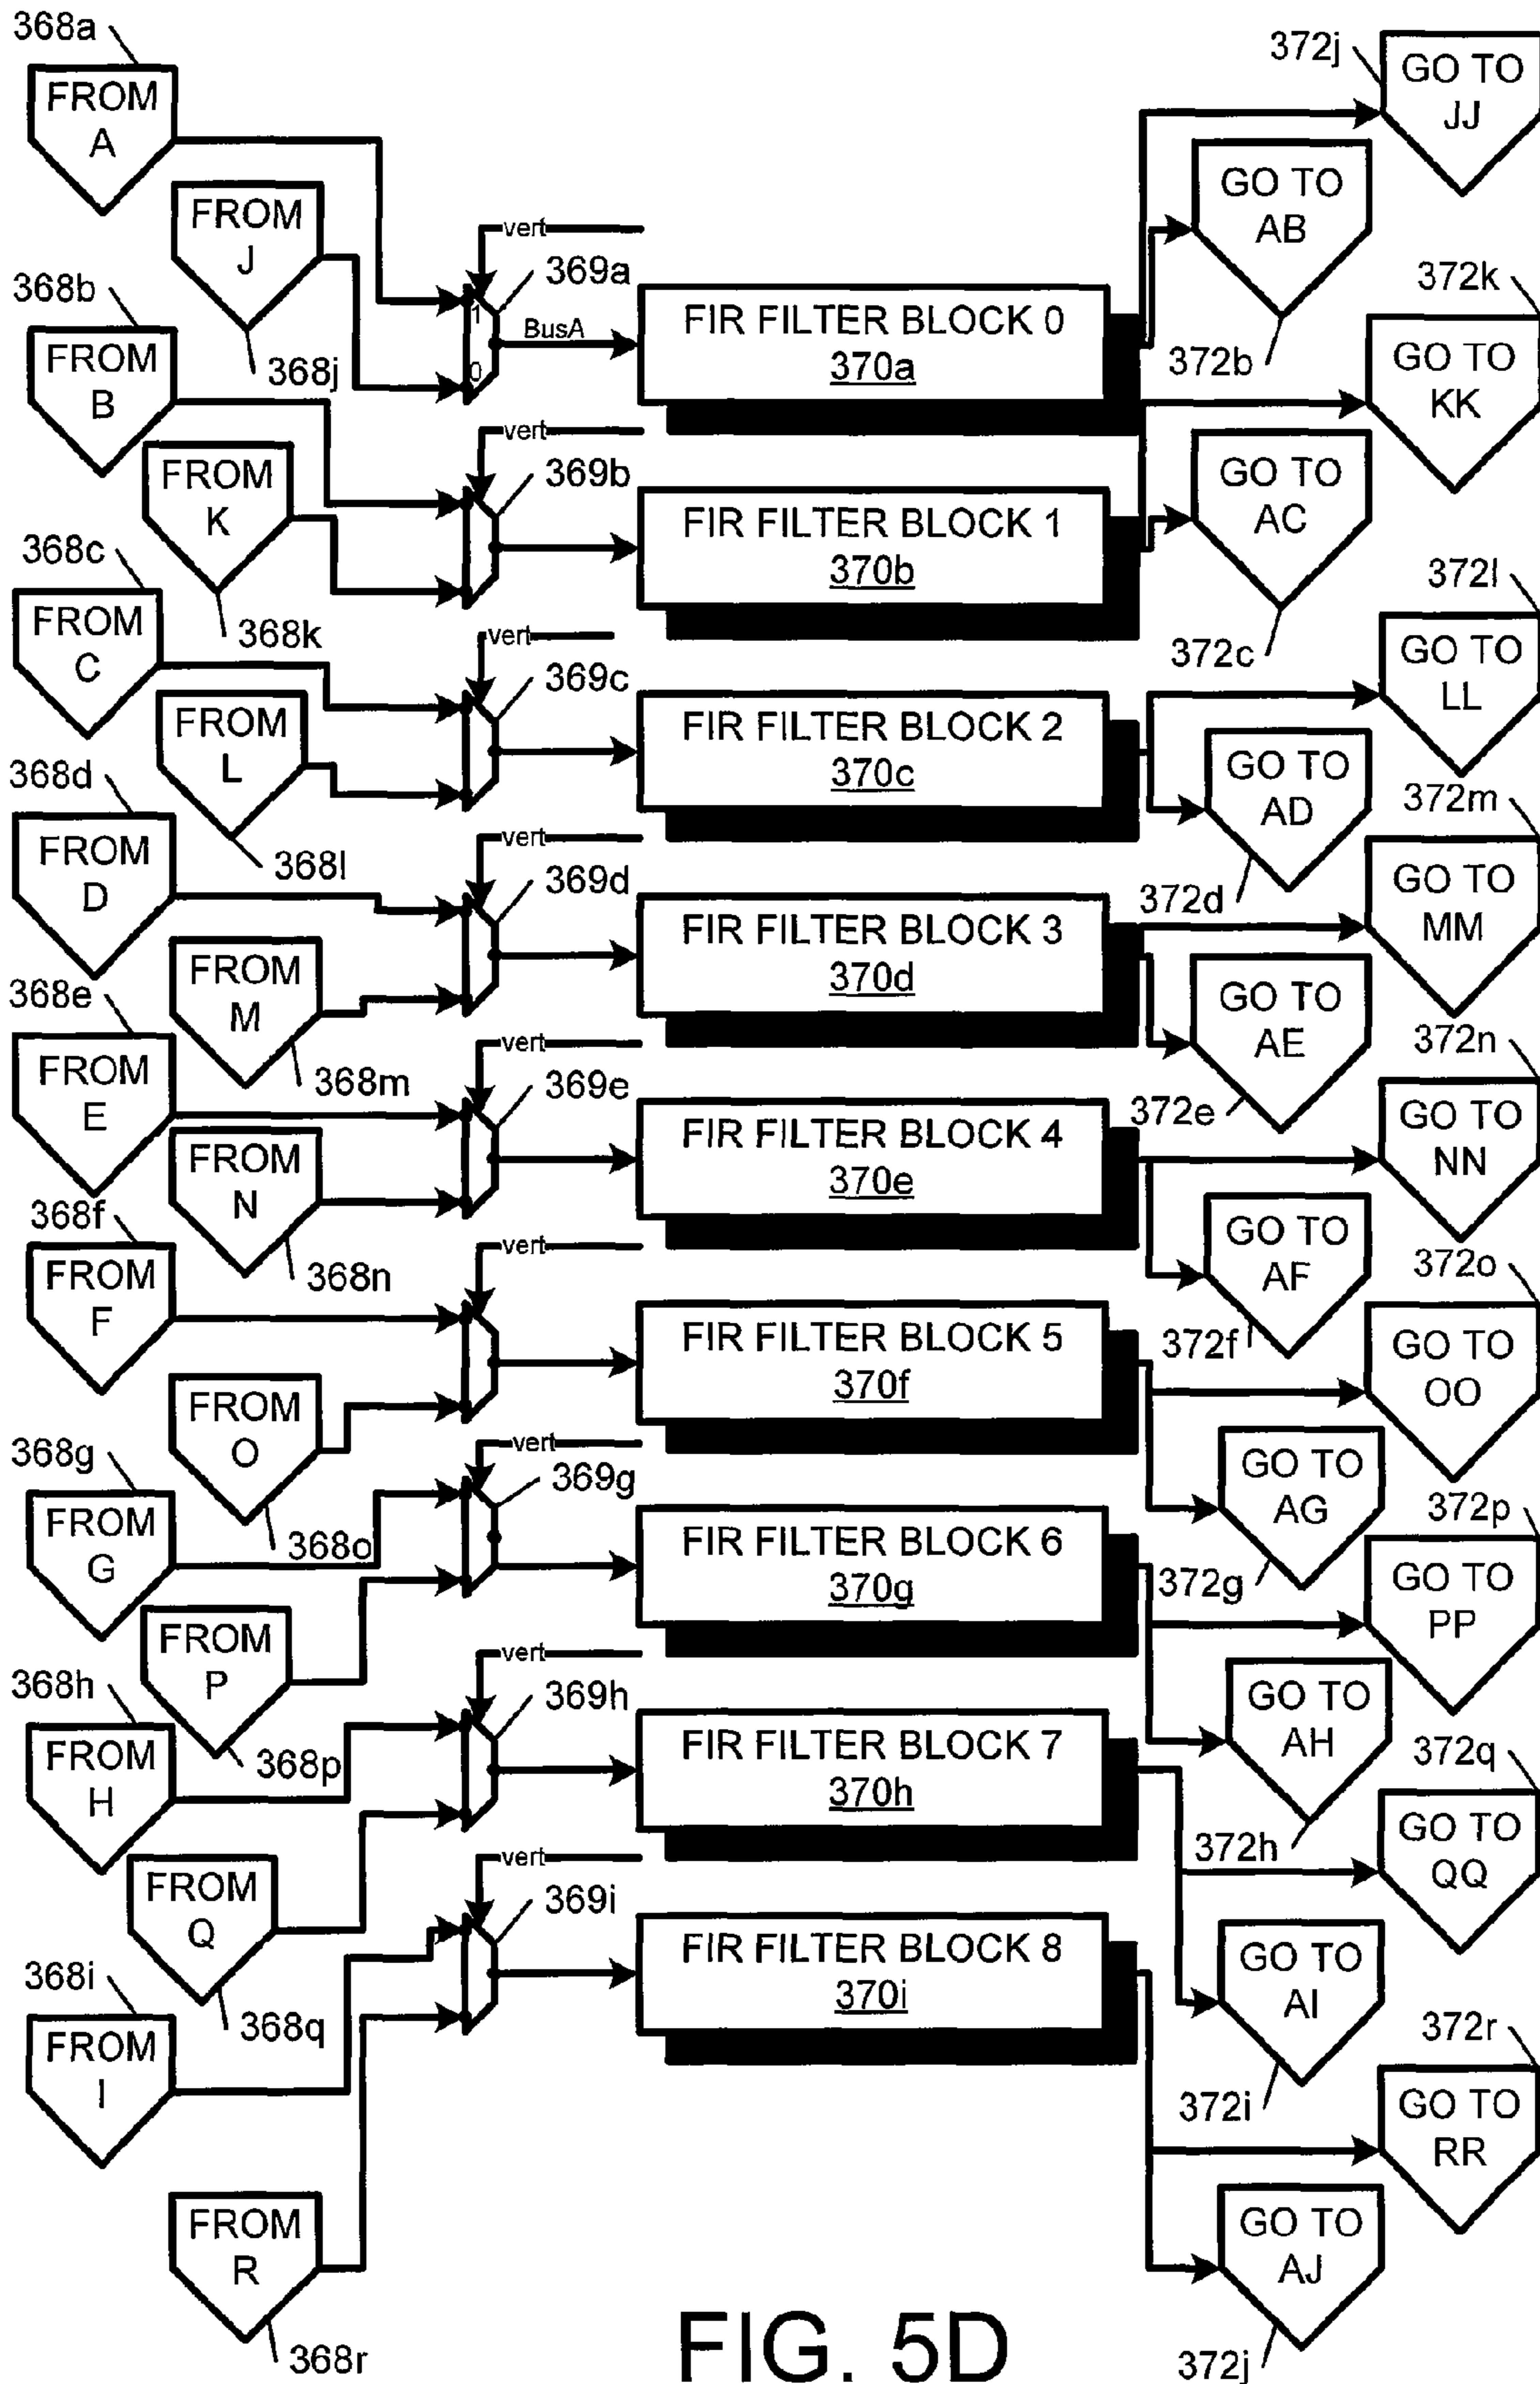 368a
FROM
A
FROM
J
368j
368b
FROM
B
FROM
K
368k
368c
FROM
C
FROM
L
368l
368d
FROM
D
FROM
M
368m
368e
FROM
E
FROM
N
368n
368f
FROM
F
FROM
O
368o
368g
FROM
G
FROM
P
368p
368h
FROM
H
FROM
Q
368q
368i
FROM
I
FROM
R
368r
vert
369a
1
0
BusA
FIR FILTER BLOCK 0
370a
vert
369b
FIR FILTER BLOCK 1
370b
vert
369c
FIR FILTER BLOCK 2
370c
vert
369d
FIR FILTER BLOCK 3
370d
vert
369e
FIR FILTER BLOCK 4
370e
vert
FIR FILTER BLOCK 5
370f
vert
369g
FIR FILTER BLOCK 6
370g
vert
369h
FIR FILTER BLOCK 7
370h
vert
369i
FIR FILTER BLOCK 8
370i
372j
GO TO
JJ
GO TO
AB
372b
372k
GO TO
KK
GO TO
AC
372c
372l
GO TO
LL
GO TO
AD
372d
372m
GO TO
MM
GO TO
AE
372e
372n
GO TO
NN
GO TO
AF
372f
372o
GO TO
OO
GO TO
AG
372g
372p
GO TO
PP
GO TO
AH
372h
372q
GO TO
QQ
GO TO
AI
372i
372r
GO TO
RR
GO TO
AJ
372j
FIG. 5D